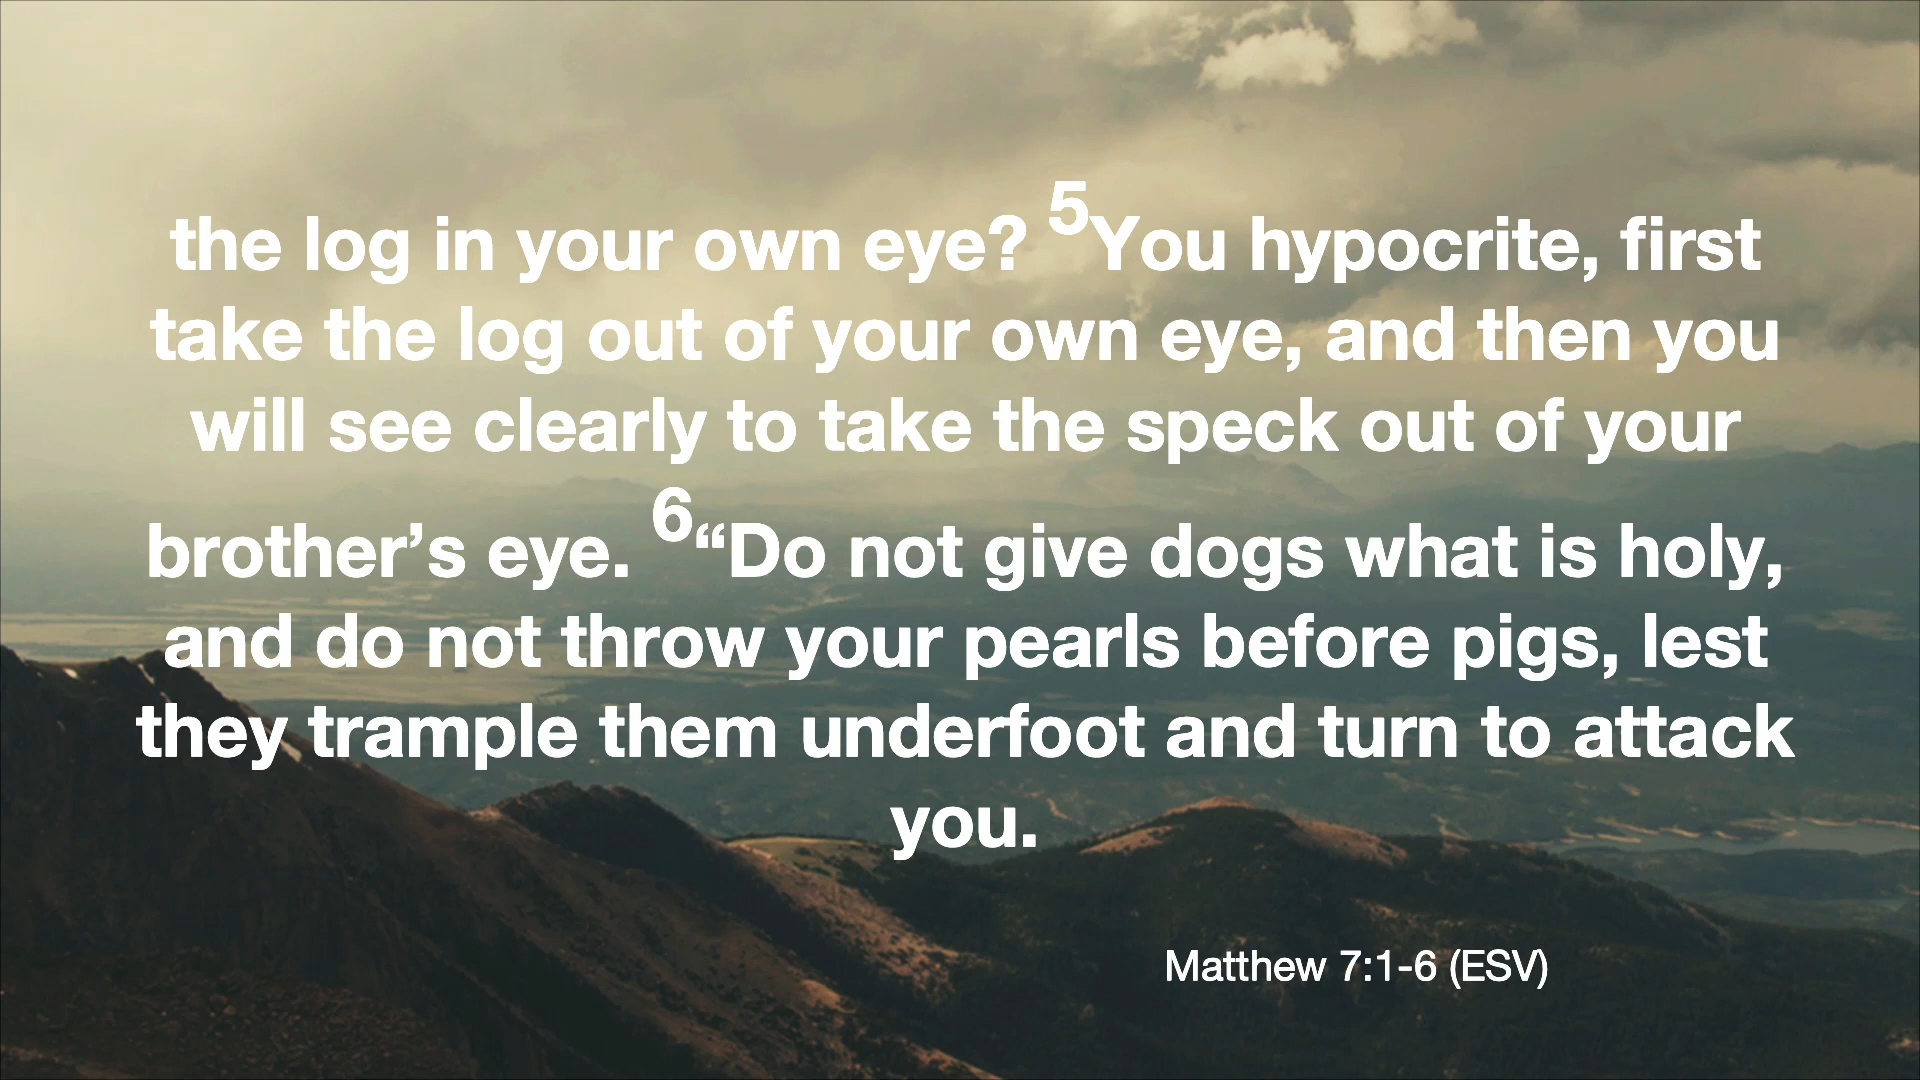 the log in your own eye? 5You hypocrite, first
take the log out of your own eye, and then you
will see clearly to take the speck out of your
brother’s eye. 6“Do not give dogs what is holy,
and do not throw your pearls before pigs, lest
they trample them underfoot and turn to attack
you.
Matthew 7:1-6 (ESV)